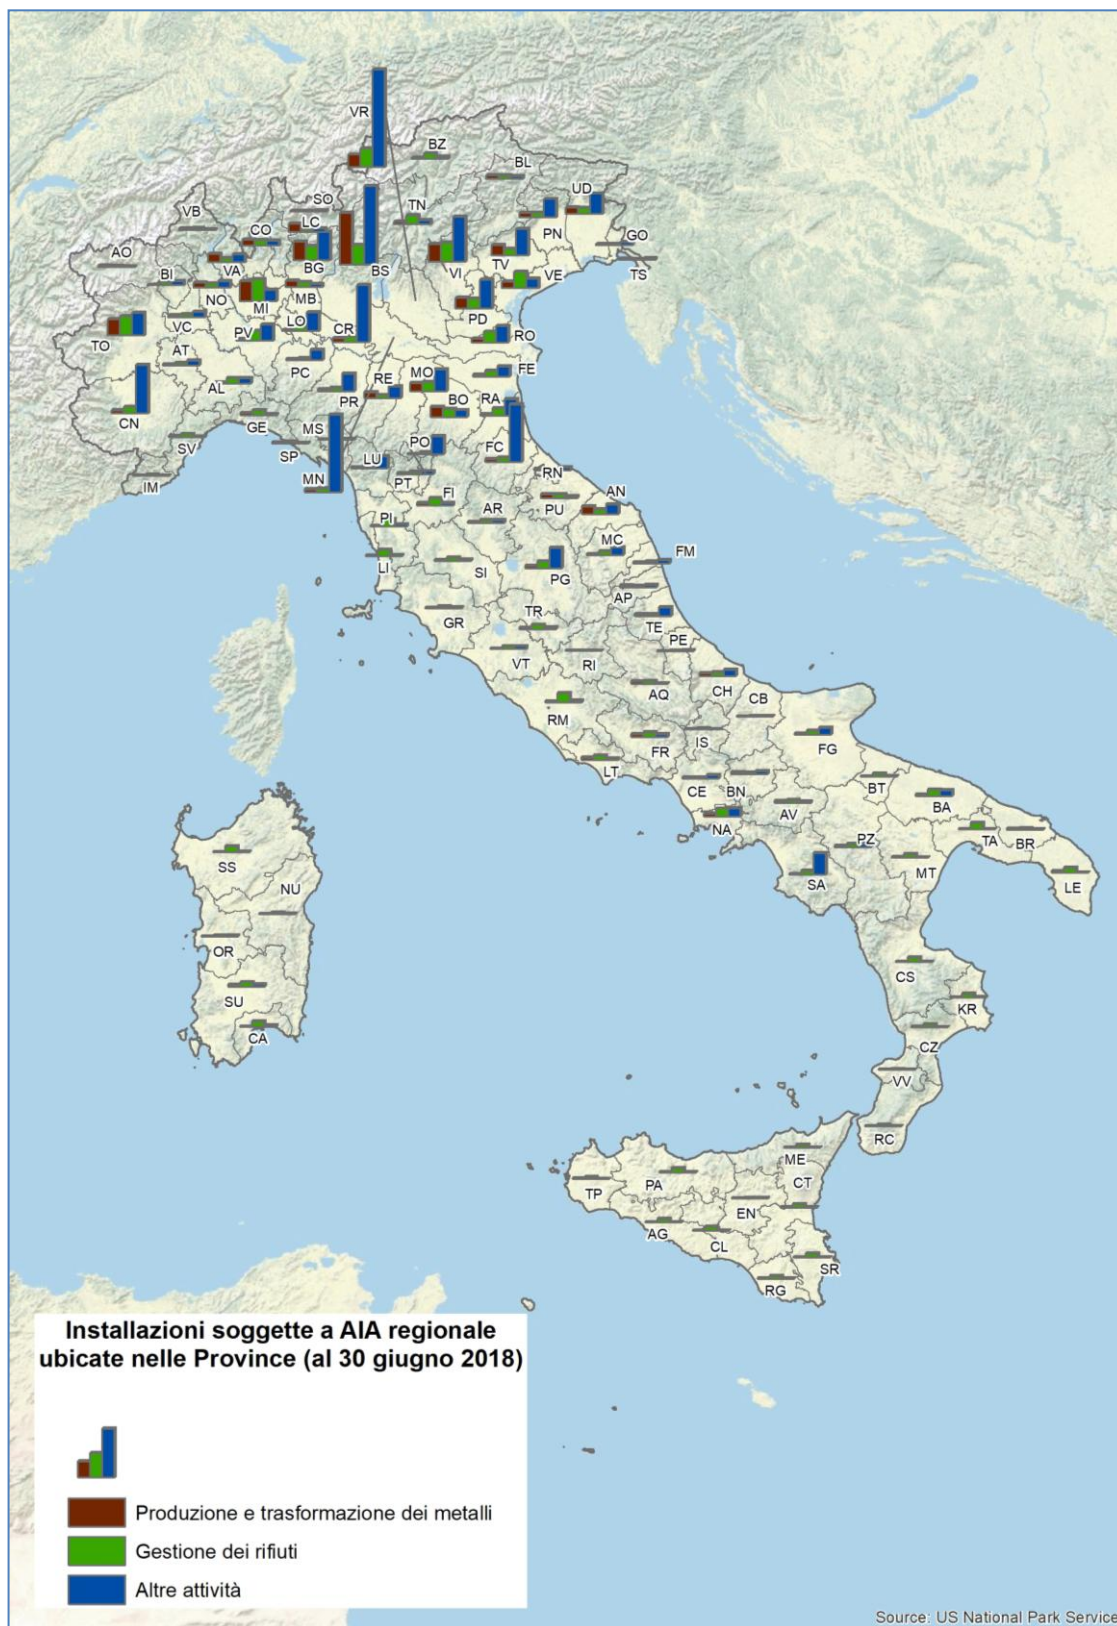 VR
BZ
BL
SO
TN
UD
VB
LC
CO
PN
GO
AO
BI
VA
BG
BS
VI
TV
TS
NO
MI
MB
VE
TO
VC
PV
LO
CR
PD
RO
AT
PC
RE
MO
FE
AL
PR
BO
RA
CN
GE
MS
PO
FC
SV
SP
LU
IM
MN
PT
RN
FI
AN
AR
PU
PI
MC
FM
LI
SI
PG
AP
GR
TR
TE
PE
VT
RI
AQ
CH
CB
RM
FR
IS
FG
LT
CE
BN
BT
BA
AV
NA
TA
BR
PZ
MT
SS
SA
LE
NU
OR
CS
SU
KR
CA
CZ
VV
RC
ME
TP
PA
CT
EN
AG
CL
SR
RG
Installazioni soggette a AIA regionale
ubicate nelle Province (al 30 giugno 2018)
Produzione e trasformazione dei metalli
Gestione dei rifiuti
Altre attività
Source: US National Park Service